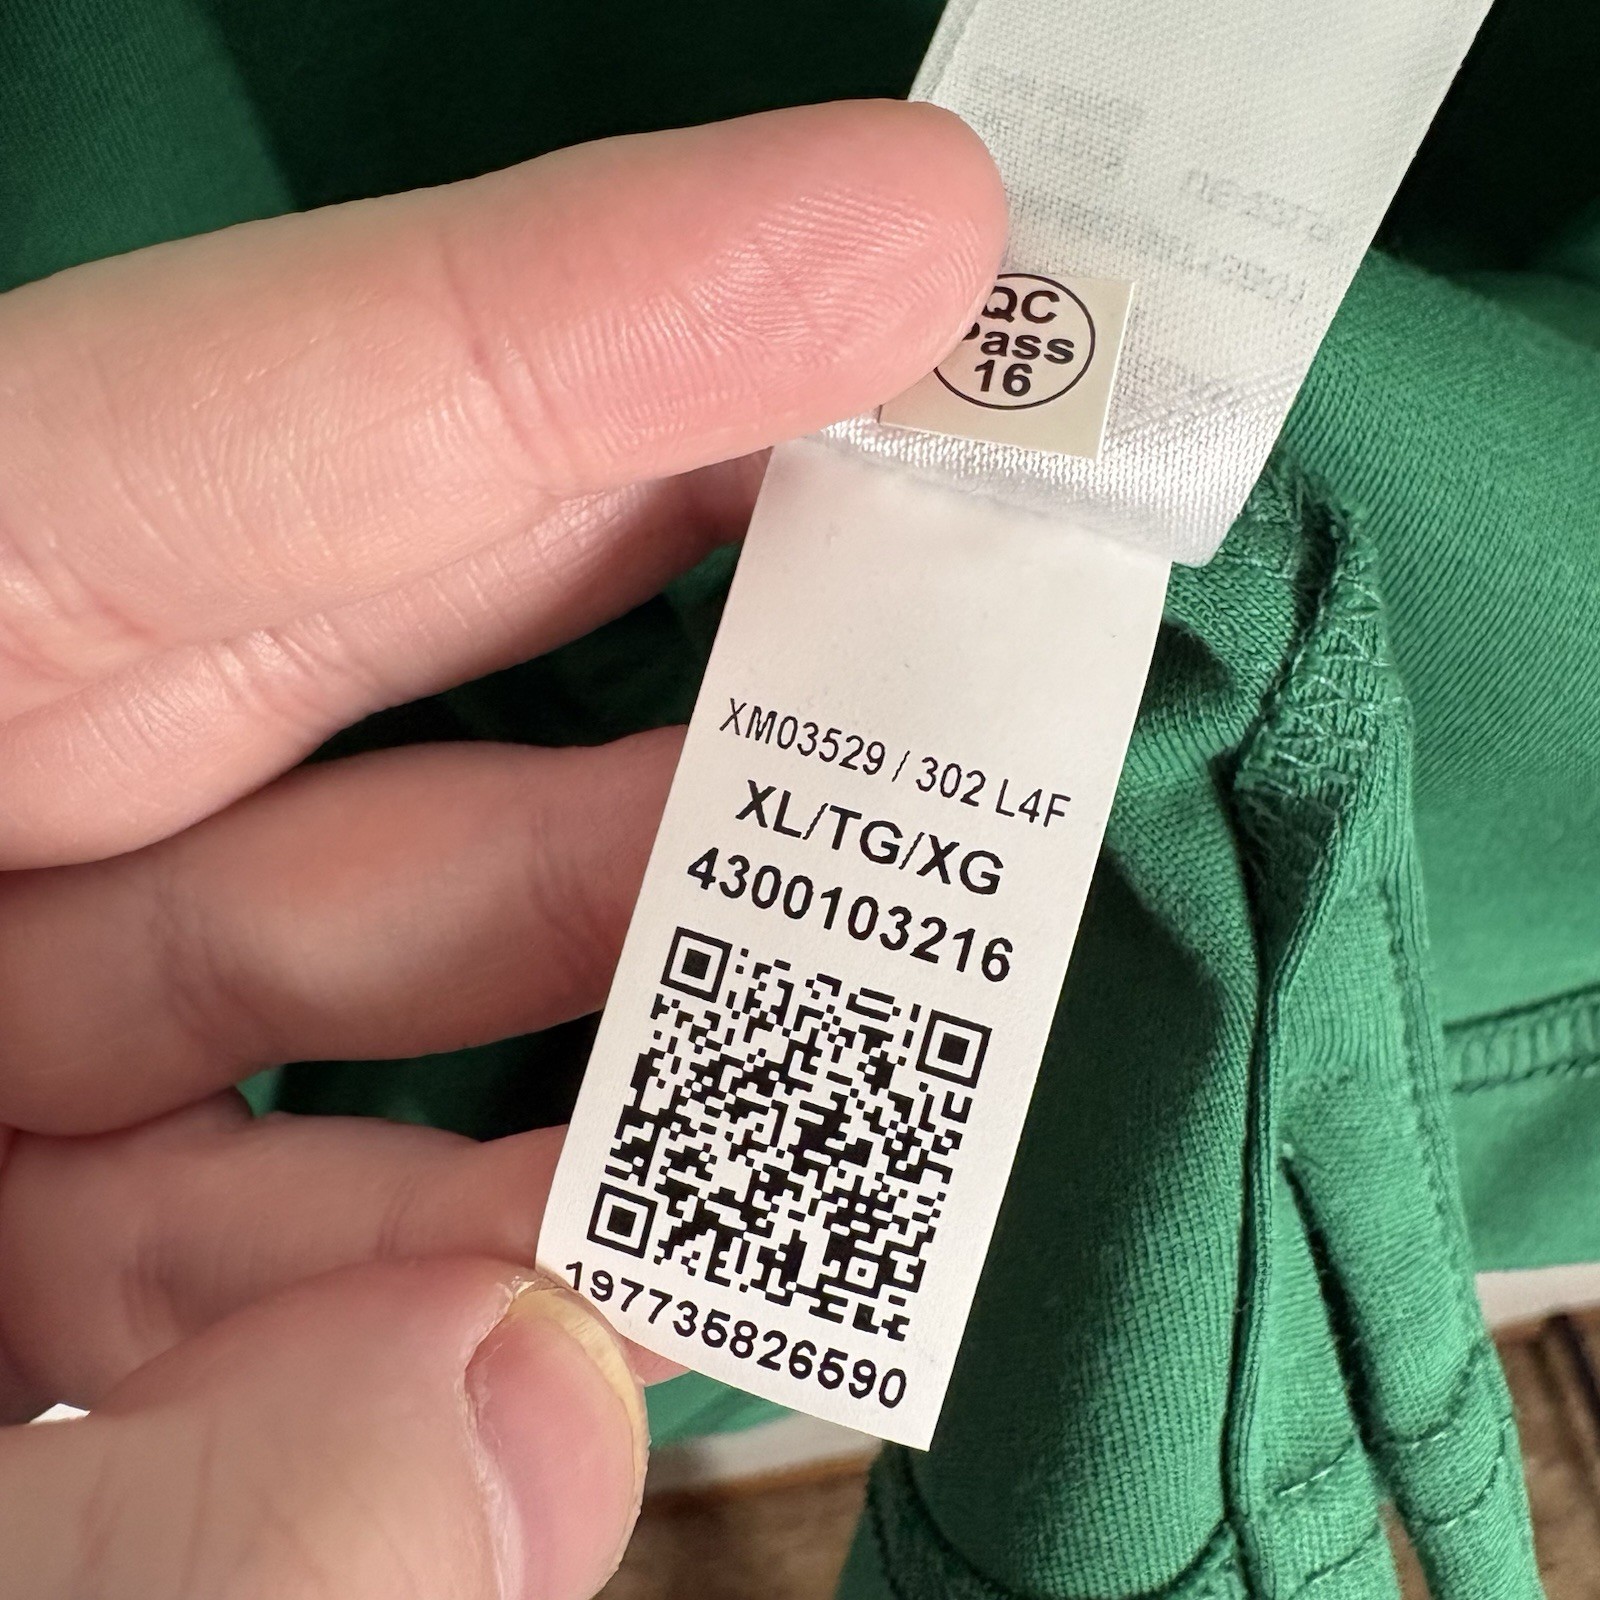 QC
Pass
16
XM03529 / 302 L4F
XL/TG/XG
4300103216
197735826590